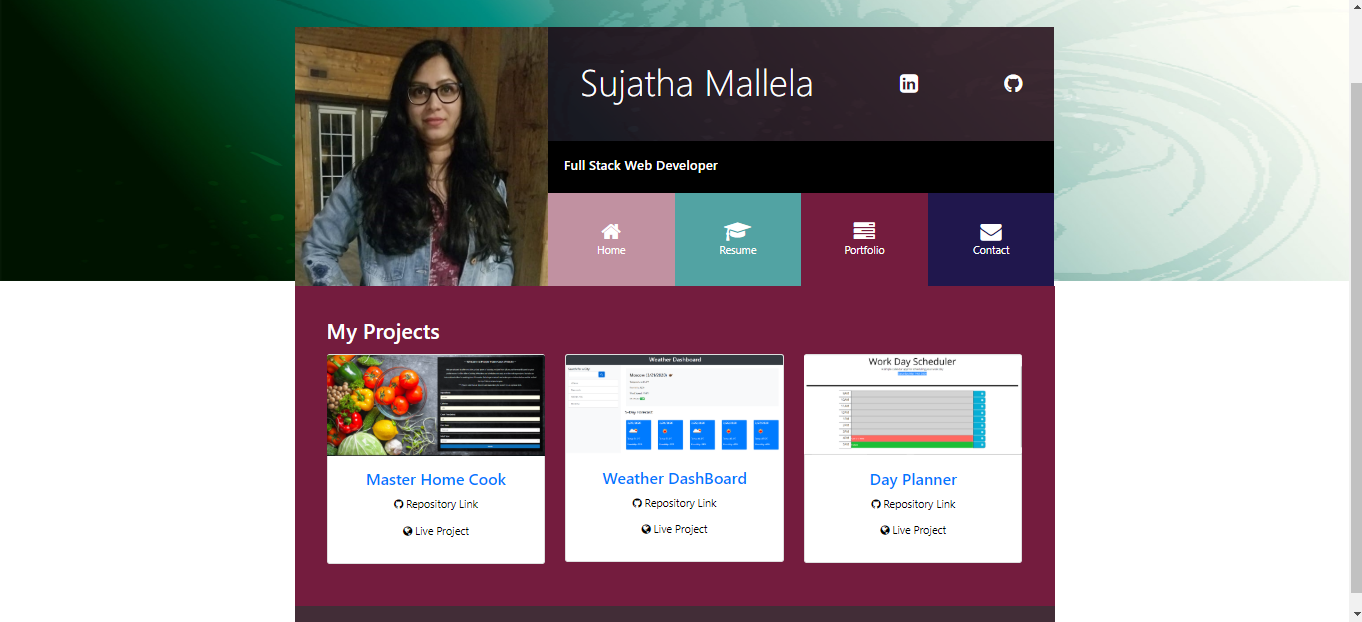 Sujatha Mallela
Full Stack Web Developer
Home Resume Portfolio Contact
My Projects
Weather Dashboard
Work Day Scheduler
Master Home Cook
Repository Link
Live Project
Weather DashBoard
Repository Link
Live Project
Day Planner
Repository Link
Live Project